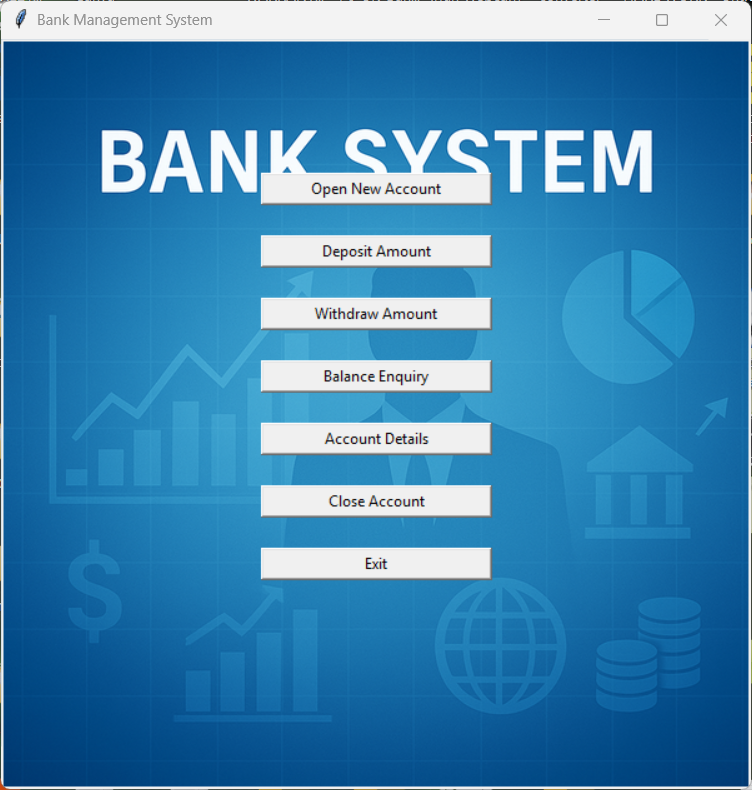 Bank Management System
BANK SYSTEM
Open New Account
Deposit Amount
Withdraw Amount
Balance Enquiry
Account Details
Close Account
Exit
$